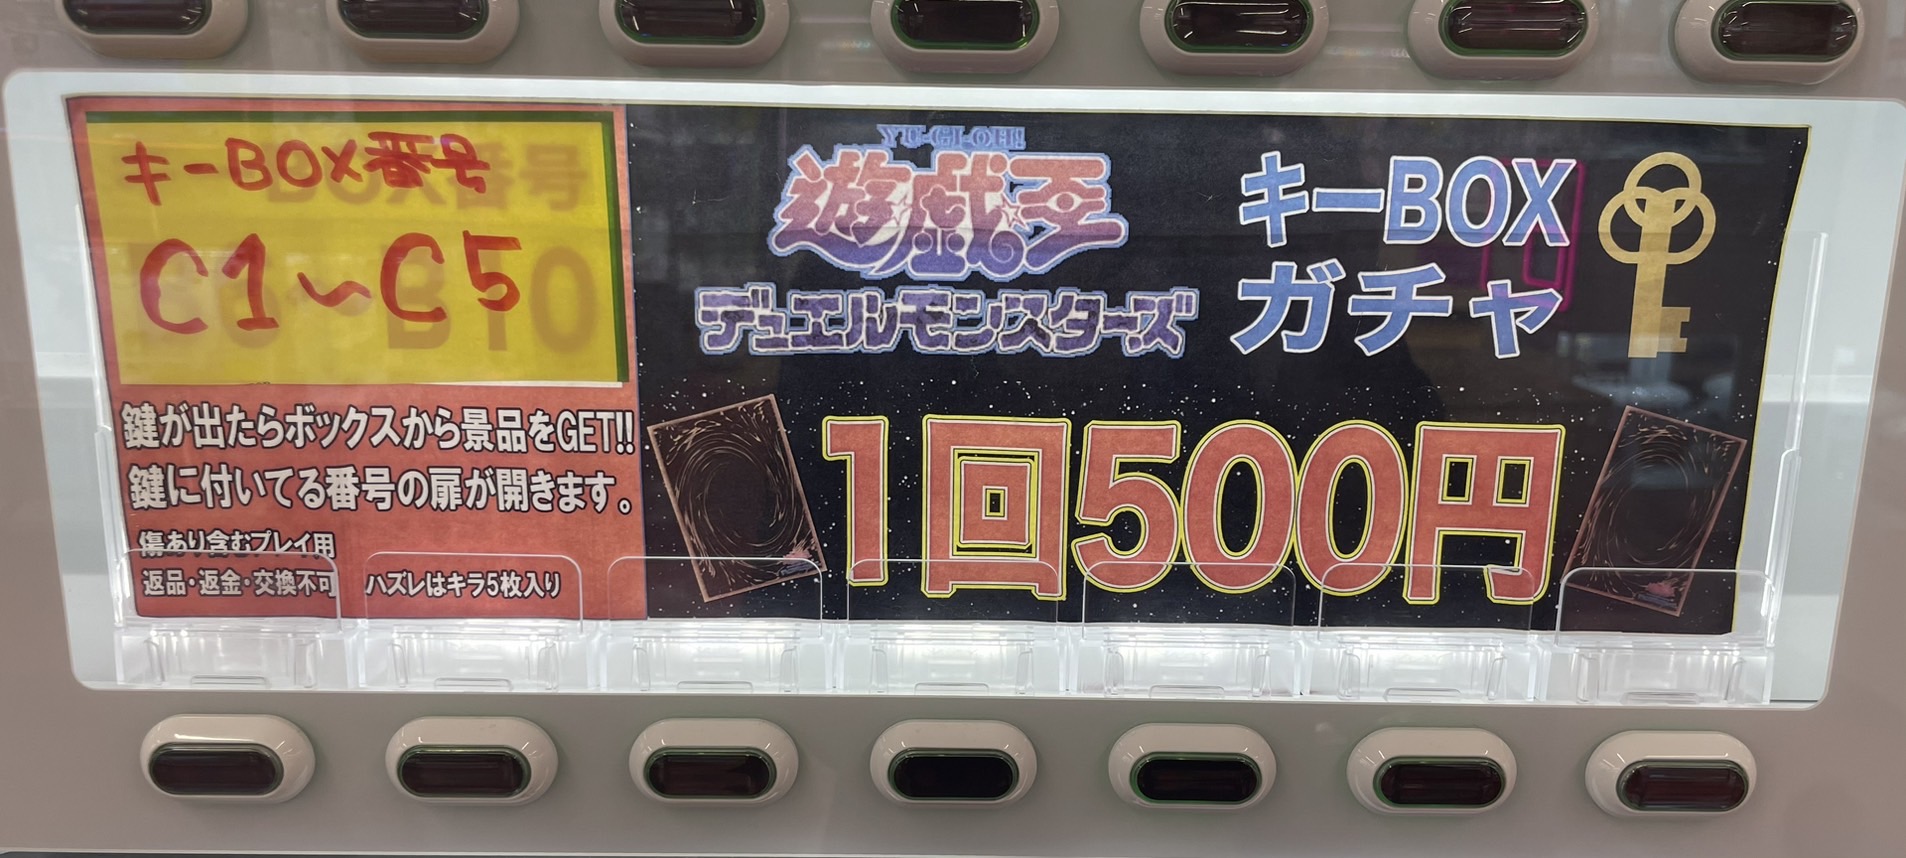 キーBOX番号
C1～C5
鍵が出たらボックスから景品をGET!!
鍵に付いてる番号の扉が開きます。
傷あり含むプレイ用
返品・返金・交換不可 ハズレはキラ5枚入り
YU-GI-OH!
遊戯王
デュエルモンスターズ
キーBOX
ガチャ
1回500円